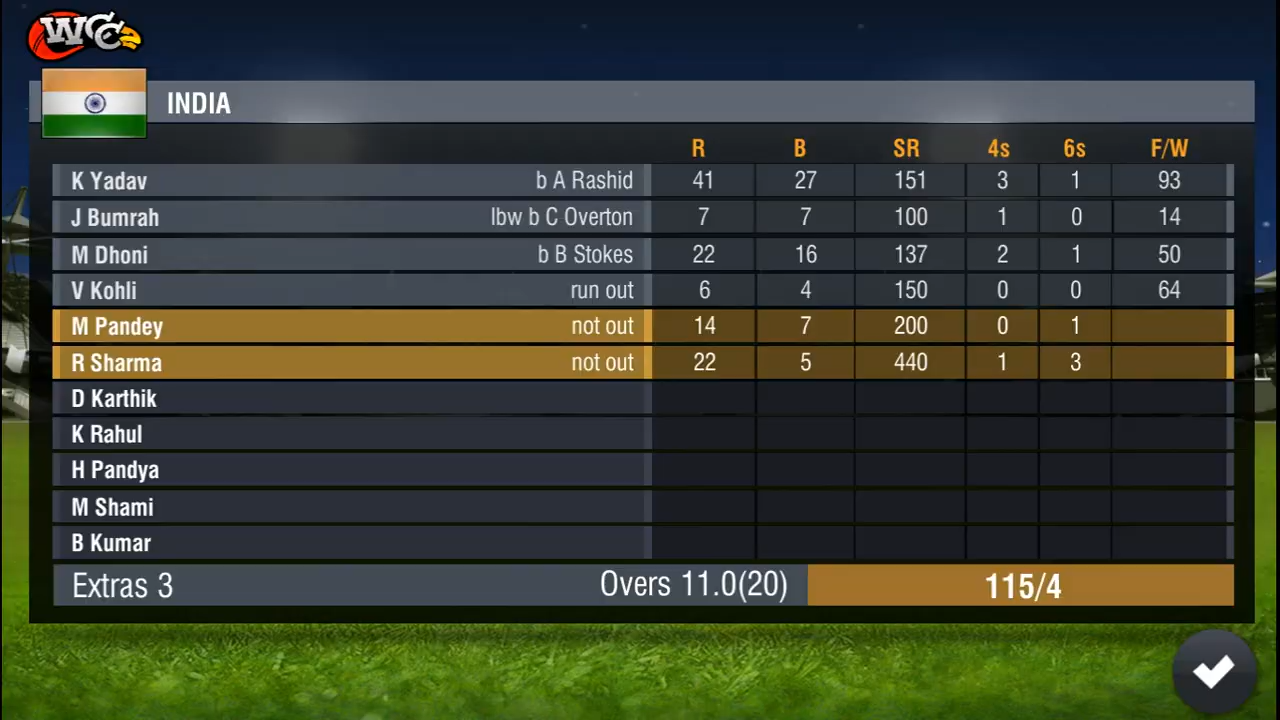 WCC
INDIA
R B SR 4s 6s F/W
K Yadav b A Rashid 41 27 151 3 1 93
J Bumrah lbw b C Overton 7 7 100 1 0 14
M Dhoni b B Stokes 22 16 137 2 1 50
V Kohli run out 6 4 150 0 0 64
M Pandey not out 14 7 200 0 1
R Sharma not out 22 5 440 1 3
D Karthik
K Rahul
H Pandya
M Shami
B Kumar
Extras 3 Overs 11.0(20) 115/4